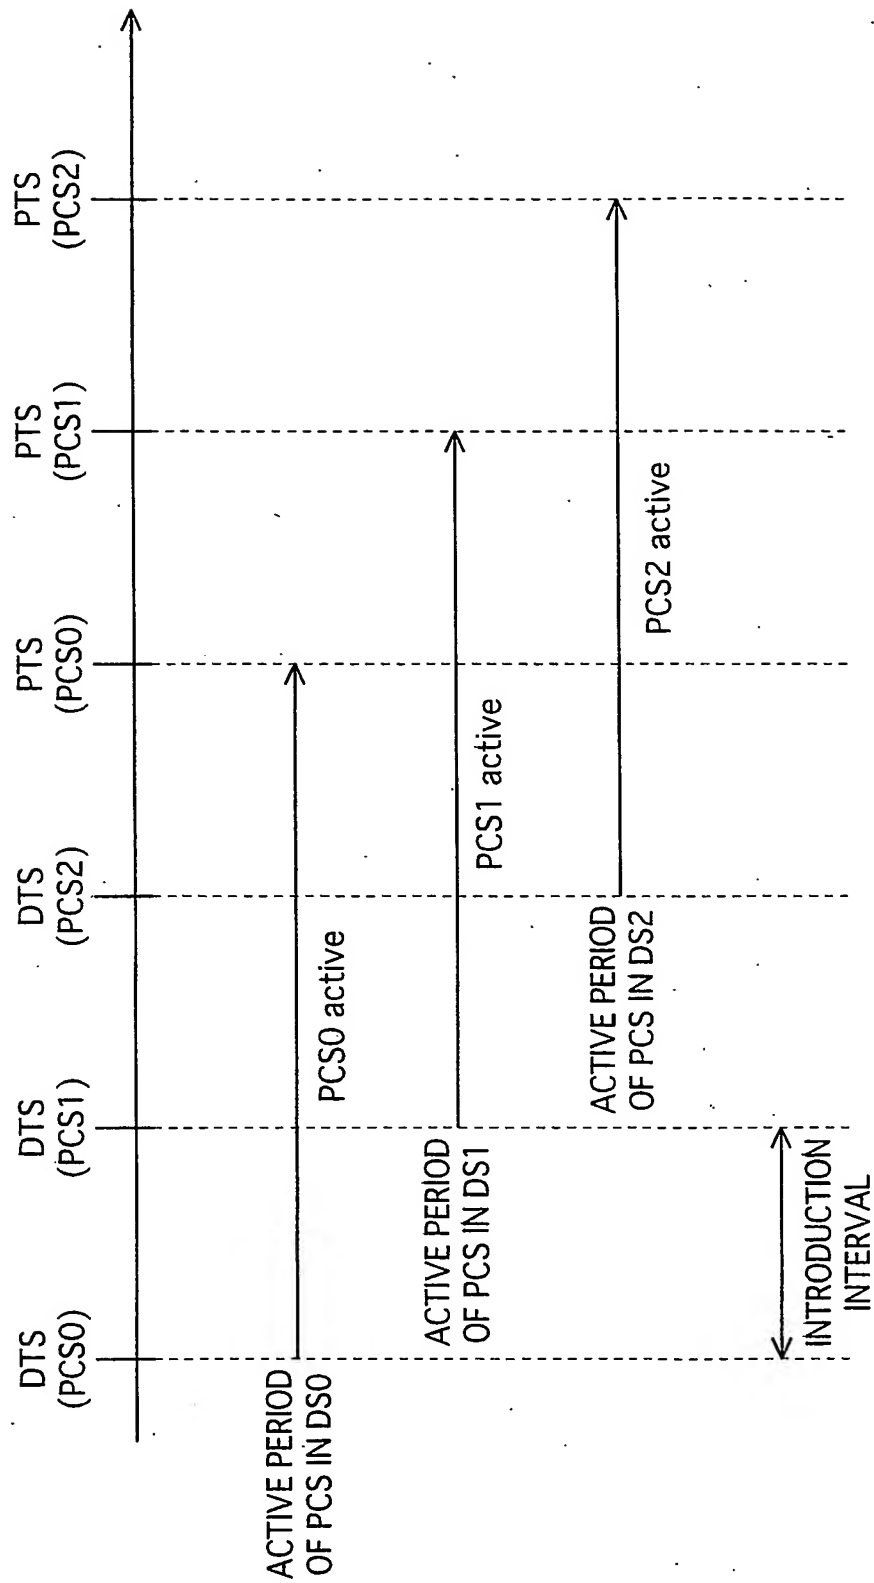 DTS
(PCS0)
DTS
(PCS1)
DTS
(PCS2)
PTS
(PCS0)
PTS
(PCS1)
PTS
(PCS2)
ACTIVE PERIOD
OF PCS IN DS0
PCS0 active
ACTIVE PERIOD
OF PCS IN DS1
PCS1 active
ACTIVE PERIOD
OF PCS IN DS2
PCS2 active
INTRODUCTION
INTERVAL